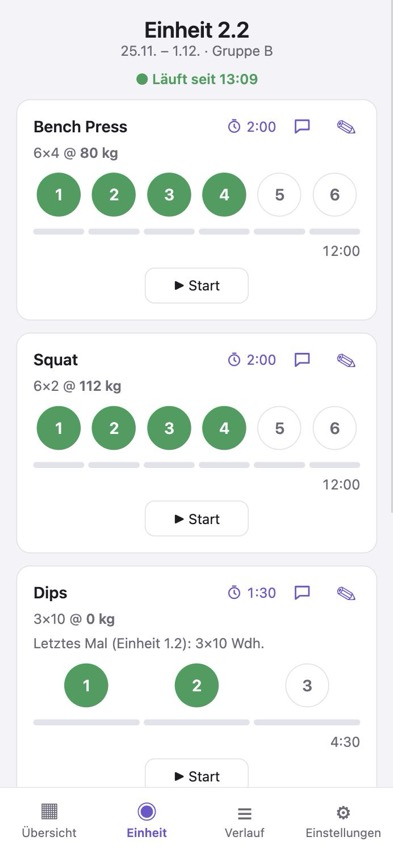 Einheit 2.2
25.11. – 1.12. · Gruppe B
Läuft seit 13:09
Bench Press 2:00
6×4 @ 80 kg
1 2 3 4 5 6
12:00
Start
Squat 2:00
6×2 @ 112 kg
1 2 3 4 5 6
12:00
Start
Dips 1:30
3×10 @ 0 kg
Letztes Mal (Einheit 1.2): 3×10 Wdh.
1 2 3
4:30
Start
Übersicht Einheit Verlauf Einstellungen